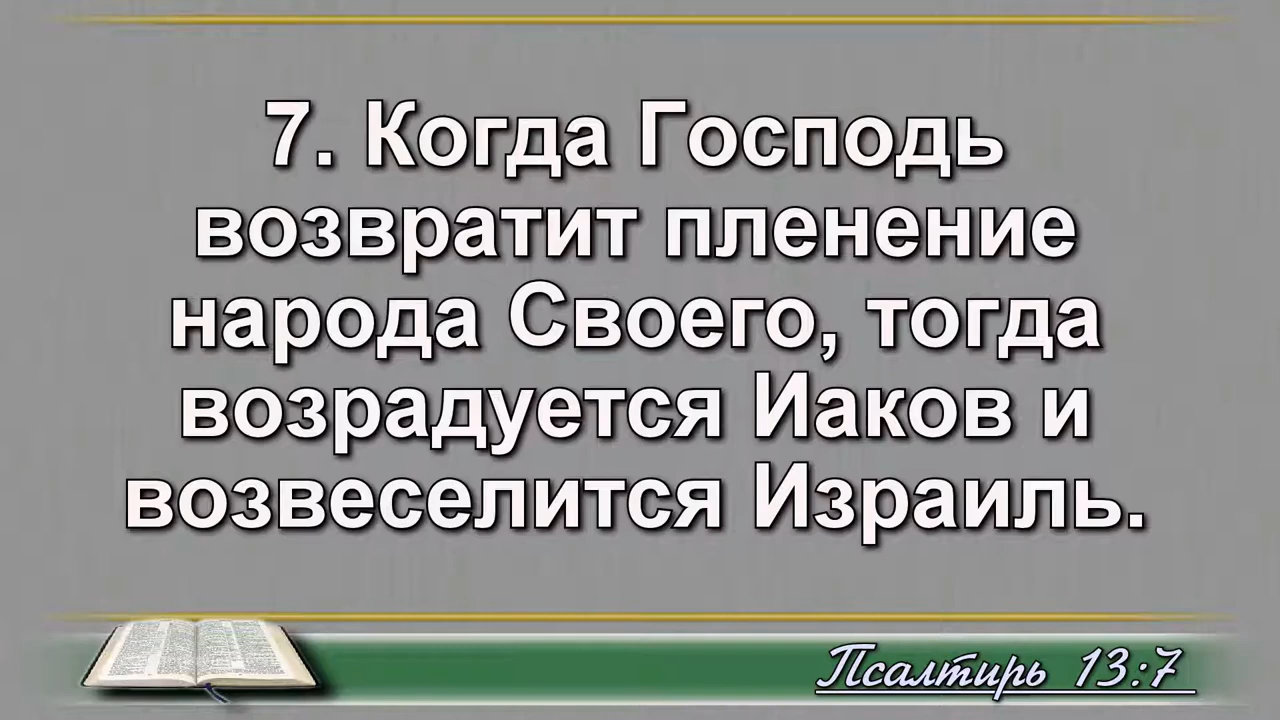 7. Когда Господь
возвратит пленение
народа Своего, тогда
возрадуется Иаков и
возвеселится Израиль.
Псалтирь 13:7